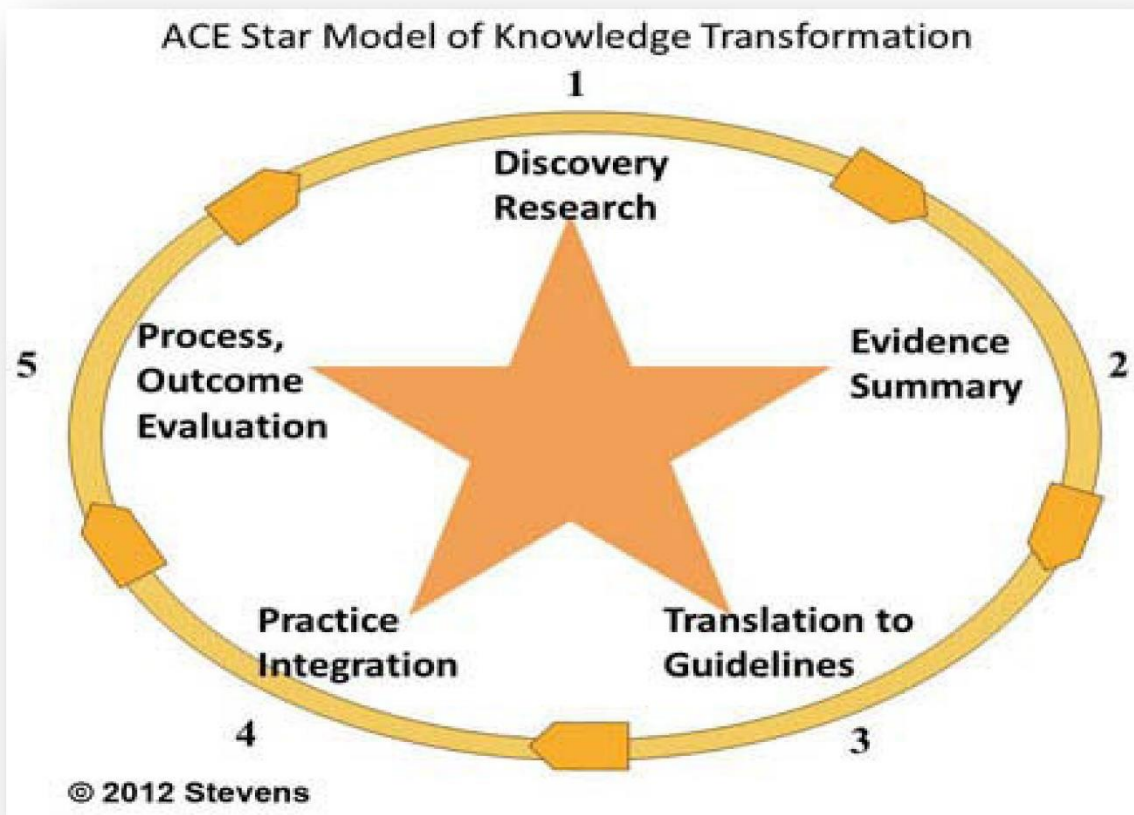 ACE Star Model of Knowledge Transformation
1
Discovery
Research
Evidence
Summary
2
Translation to
Guidelines
3
Practice
Integration
4
Process,
Outcome
Evaluation
5
© 2012 Stevens